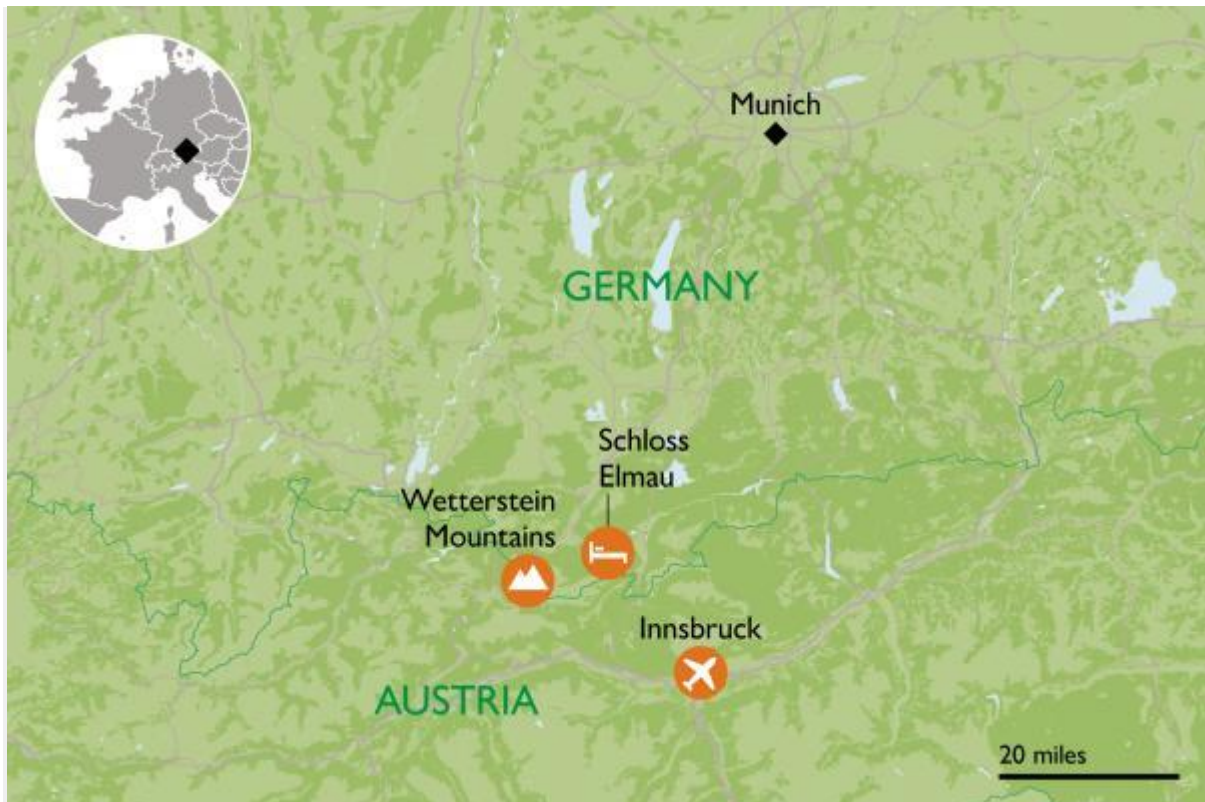 Munich
GERMANY
Schloss
Elmau
Wetterstein
Mountains
Innsbruck
AUSTRIA
20 miles